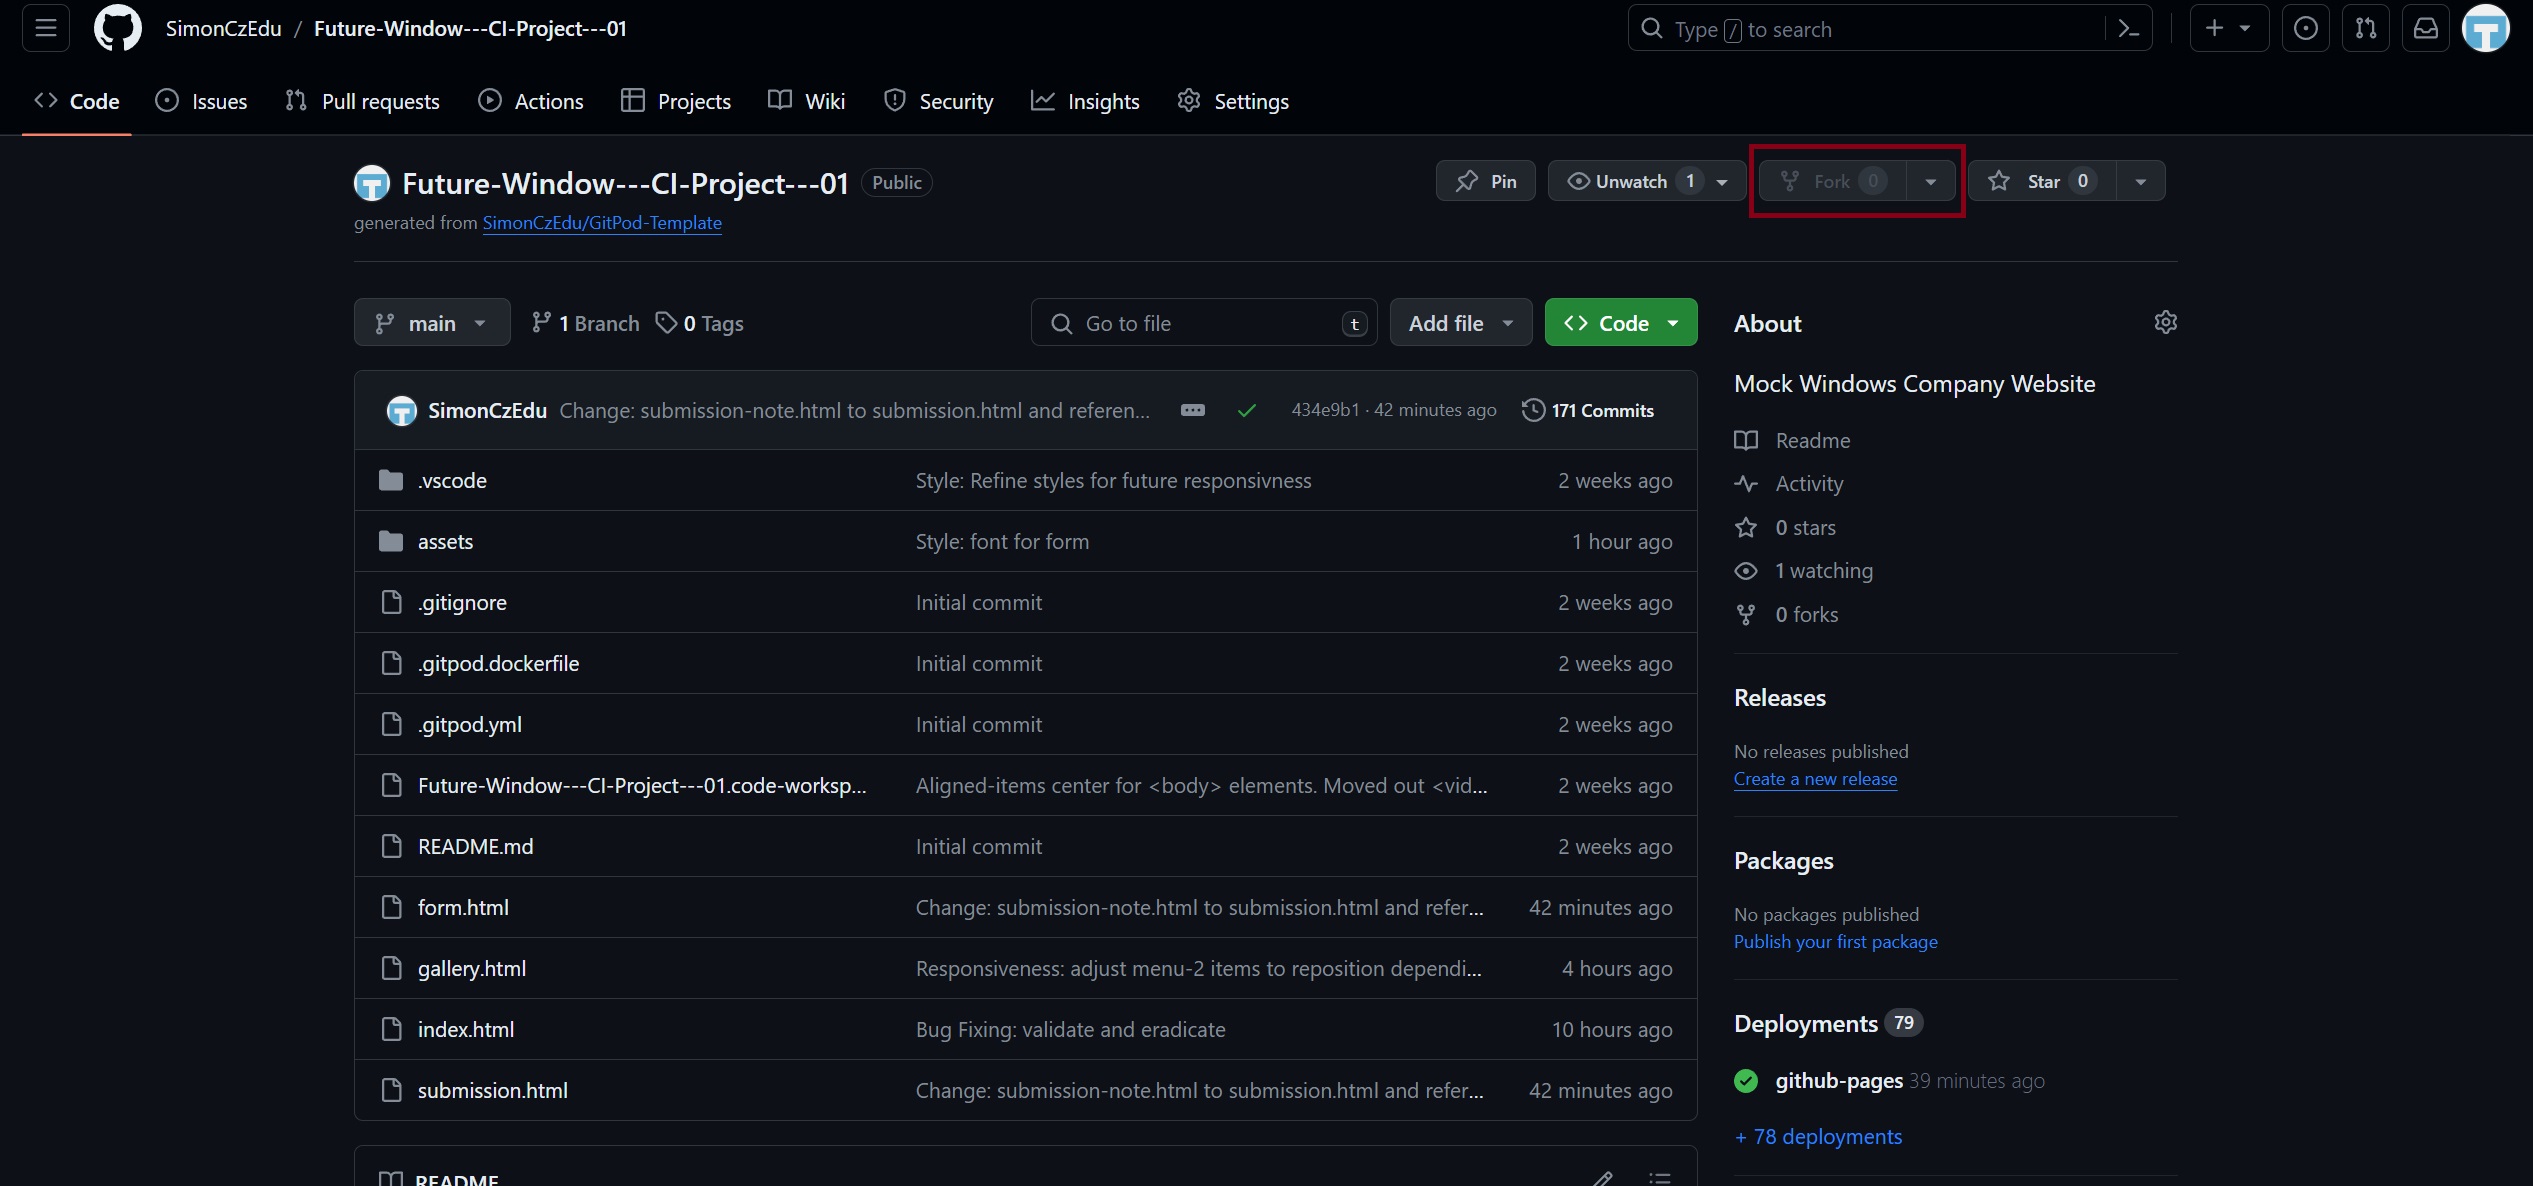 SimonCzEdu / Future-Window---CI-Project---01
Type / to search
Code Issues Pull requests Actions Projects Wiki Security Insights Settings
Future-Window---CI-Project---01 Public
Pin Unwatch 1 Fork 0 Star 0
generated from SimonCzEdu/GitPod-Template
main 1 Branch 0 Tags Go to file t Add file Code
SimonCzEdu Change: submission-note.html to submission.html and referen... 434e9b1 · 42 minutes ago 171 Commits
.vscode Style: Refine styles for future responsivness 2 weeks ago
assets Style: font for form 1 hour ago
.gitignore Initial commit 2 weeks ago
.gitpod.dockerfile Initial commit 2 weeks ago
.gitpod.yml Initial commit 2 weeks ago
Future-Window---CI-Project---01.code-worksp... Aligned-items center for <body> elements. Moved out <vid... 2 weeks ago
README.md Initial commit 2 weeks ago
form.html Change: submission-note.html to submission.html and refer... 42 minutes ago
gallery.html Responsiveness: adjust menu-2 items to reposition dependi... 4 hours ago
index.html Bug Fixing: validate and eradicate 10 hours ago
submission.html Change: submission-note.html to submission.html and refer... 42 minutes ago
README
About
Mock Windows Company Website
Readme
Activity
0 stars
1 watching
0 forks
Releases
No releases published
Create a new release
Packages
No packages published
Publish your first package
Deployments 79
github-pages 39 minutes ago
+ 78 deployments